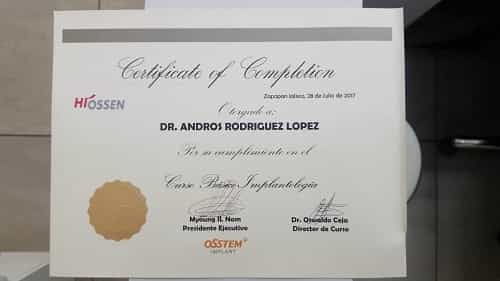 Certificate of Completion
Zapopan Jalisco, 28 de Julio de 2017
HIOSSEN
Otorgado a:
DR. ANDROS RODRIGUEZ LOPEZ
Por su cumplimiento en el
Curso Básico Implantología
Myoung IL Nam
Presidente Ejecutivo
Dr. Oswaldo Ceja
Director de Curso
OSSTEM
IMPLANT